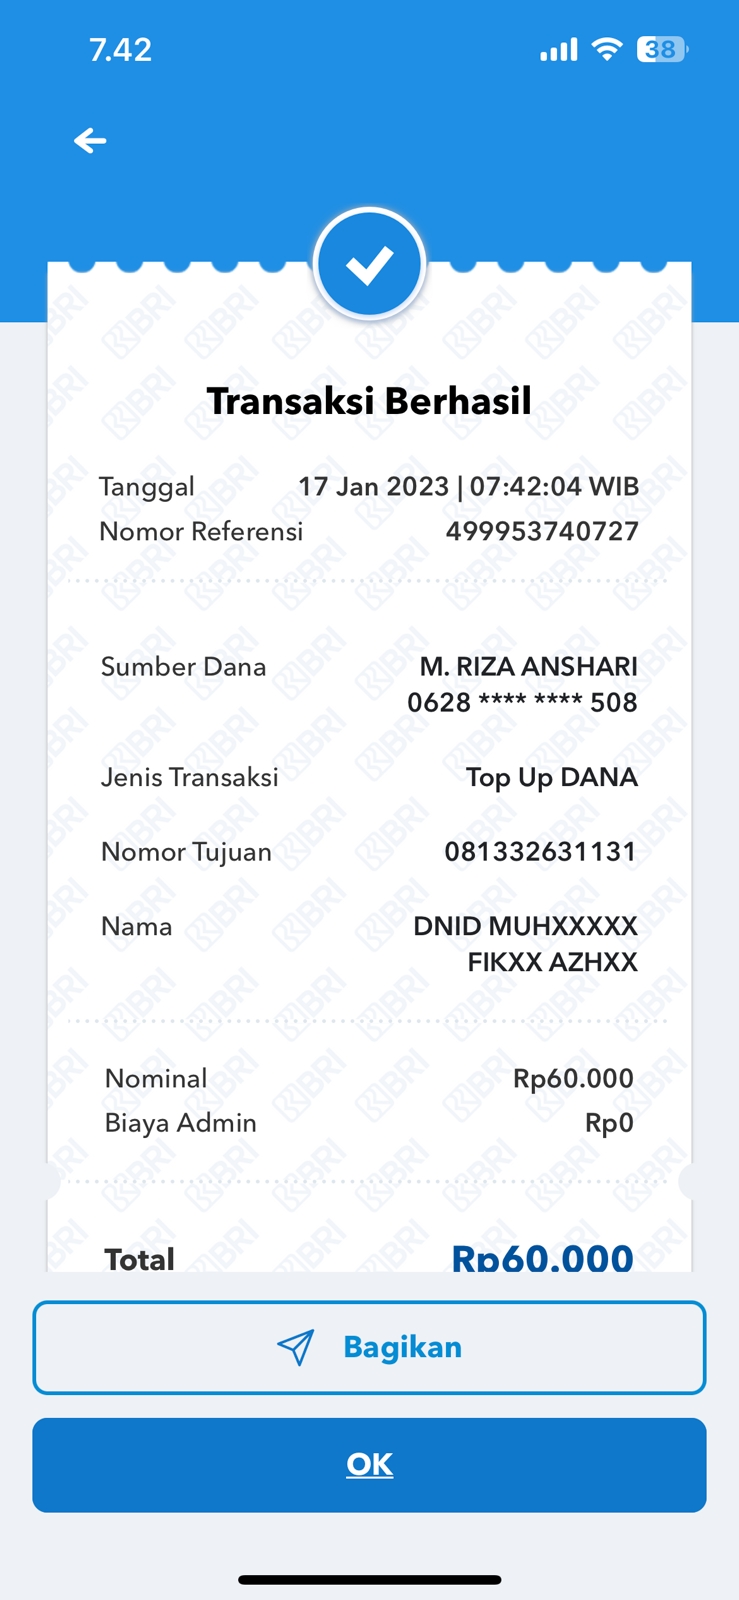 7.42
38
Transaksi Berhasil
Tanggal 17 Jan 2023 | 07:42:04 WIB
Nomor Referensi 499953740727
Sumber Dana M. RIZA ANSHARI
0628 **** **** 508
Jenis Transaksi Top Up DANA
Nomor Tujuan 081332631131
Nama DNID MUHXXXXX
FIKXX AZHXX
Nominal Rp60.000
Biaya Admin Rp0
Total Rp60.000
Bagikan
OK